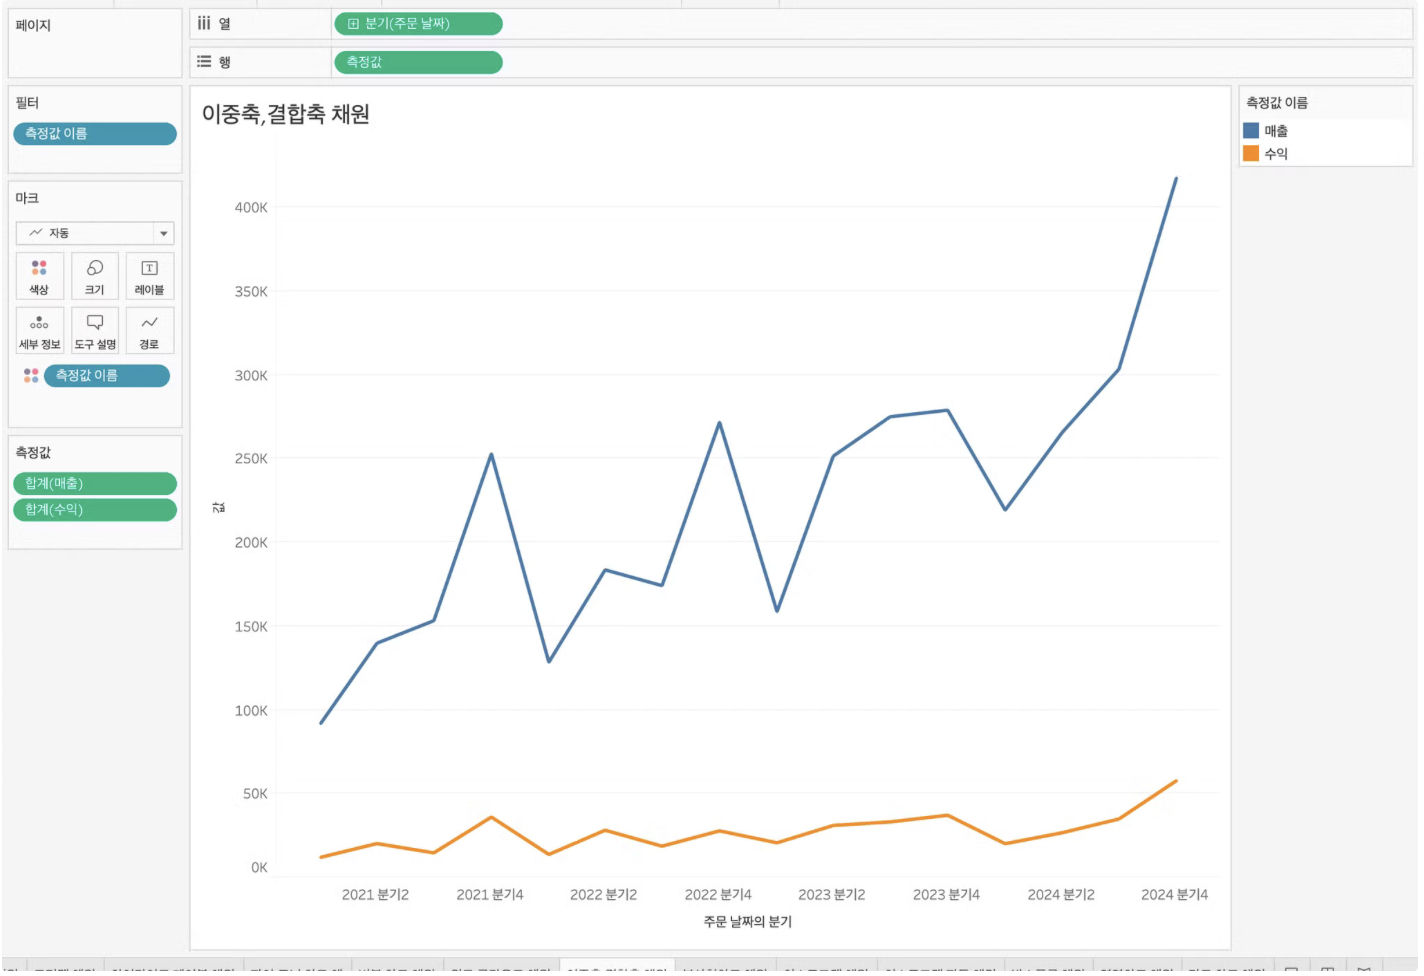 페이지
iii 열
분기(주문 날짜)
행
측정값
필터
측정값 이름
마크
자동
색상
크기
레이블
세부 정보
도구 설명
경로
측정값 이름
측정값
합계(매출)
합계(수익)
이중축,결합축 채원
400K
350K
300K
250K
200K
150K
100K
50K
0K
값
2021 분기2
2021 분기4
2022 분기2
2022 분기4
2023 분기2
2023 분기4
2024 분기2
2024 분기4
주문 날짜의 분기
측정값 이름
매출
수익